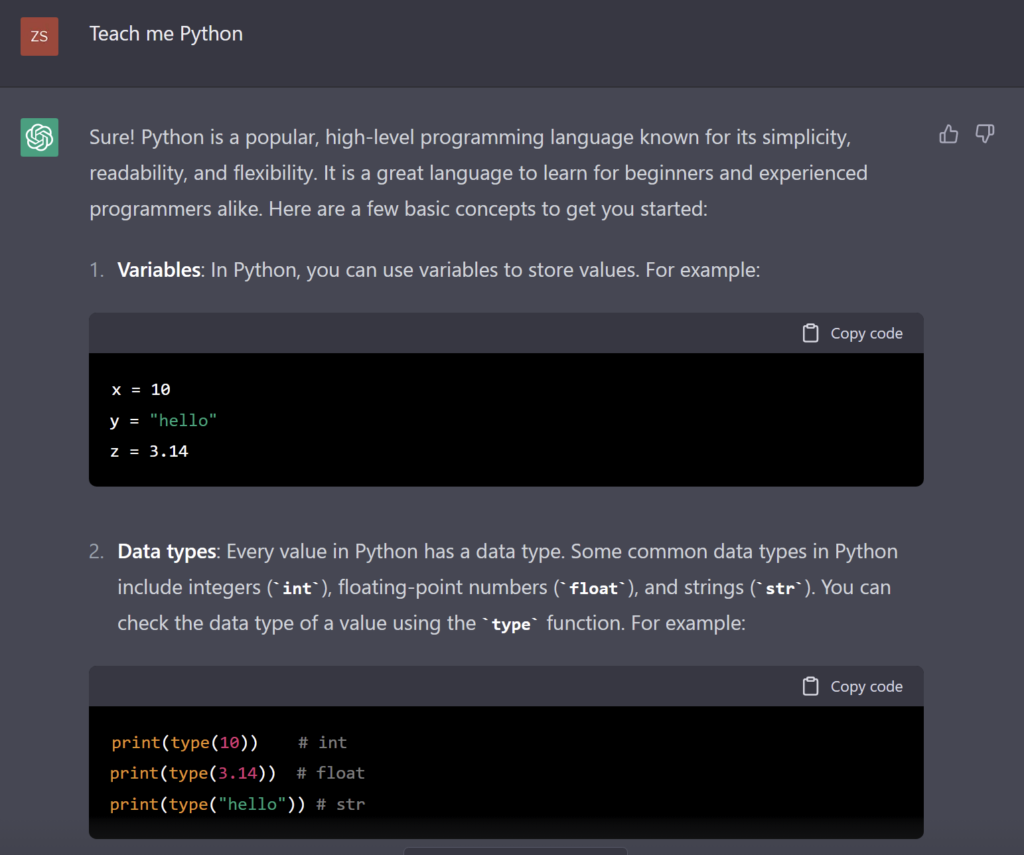 ZS
Teach me Python
Sure! Python is a popular, high-level programming language known for its simplicity,
readability, and flexibility. It is a great language to learn for beginners and experienced
programmers alike. Here are a few basic concepts to get you started:
1. Variables: In Python, you can use variables to store values. For example:
Copy code
x = 10
y = "hello"
z = 3.14
2. Data types: Every value in Python has a data type. Some common data types in Python
include integers (`int`), floating-point numbers (`float`), and strings (`str`). You can
check the data type of a value using the `type` function. For example:
Copy code
print(type(10))    # int
print(type(3.14))  # float
print(type("hello")) # str